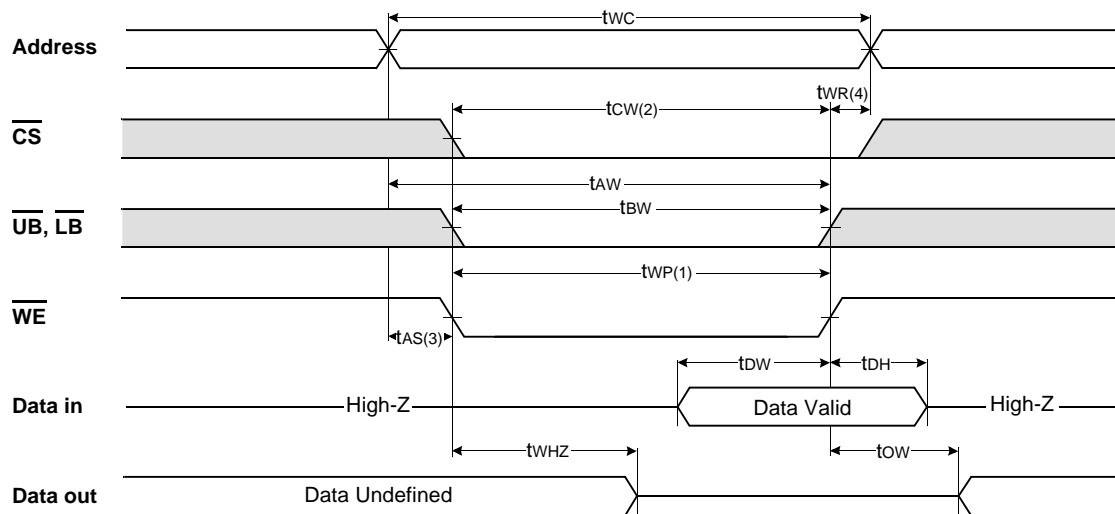 tWC
Address
tCW(2)
tWR(4)
CS
tAW
UB, LB
tBW
tWP(1)
WE
tAS(3)
tDW
tDH
Data in
High-Z
Data Valid
High-Z
tWHZ
tOW
Data out
Data Undefined